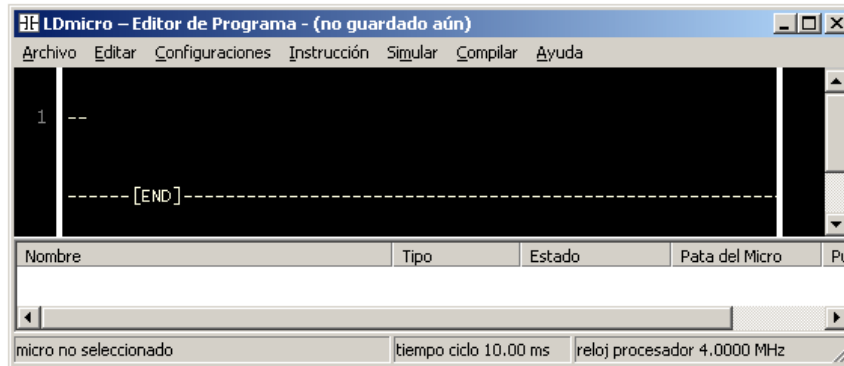 LDmicro – Editor de Programa - (no guardado aún)
Archivo Editar Configuraciones Instrucción Simular Compilar Ayuda
1 --
------[END]-----------------------------------------------------------
Nombre Tipo Estado Pata del Micro
micro no seleccionado tiempo ciclo 10.00 ms reloj procesador 4.0000 MHz